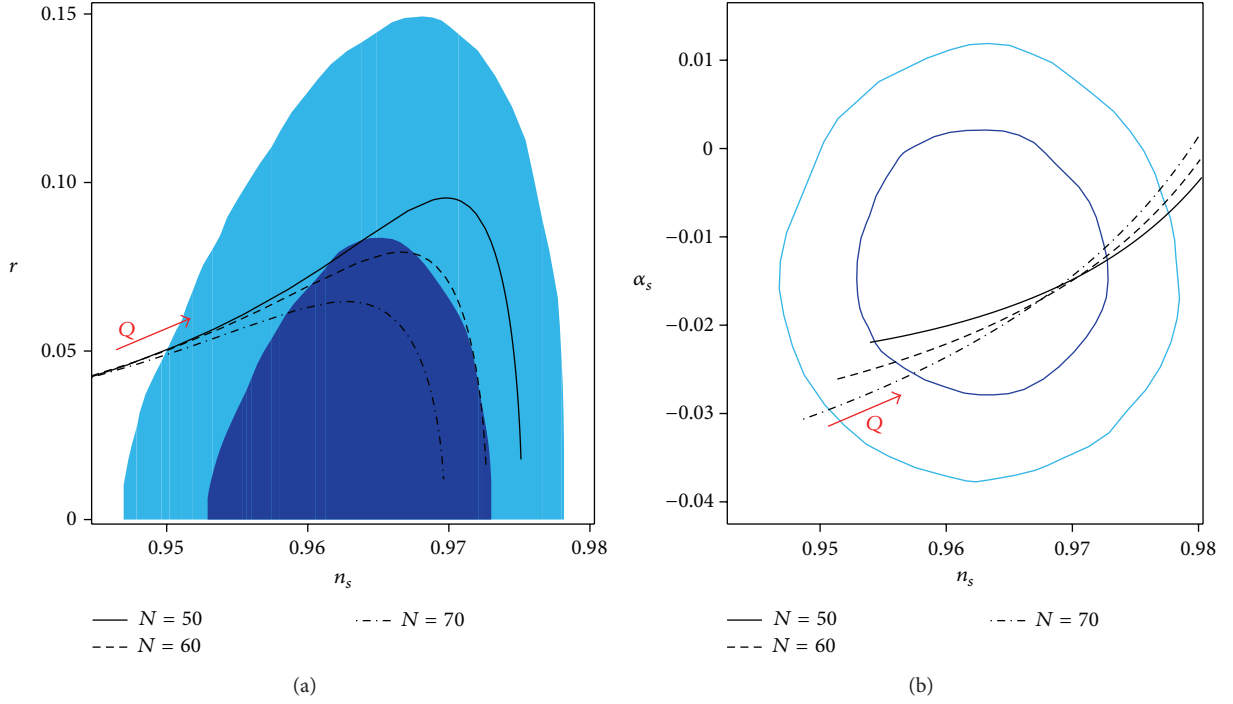 0.15
0.10
r
0.05
0
Q
0.95 0.96 0.97 0.98
n_s
N = 50 N = 70
N = 60
(a)
0.01
0
−0.01
α_s
−0.02
−0.03
−0.04
Q
0.95 0.96 0.97 0.98
n_s
N = 50 N = 70
N = 60
(b)